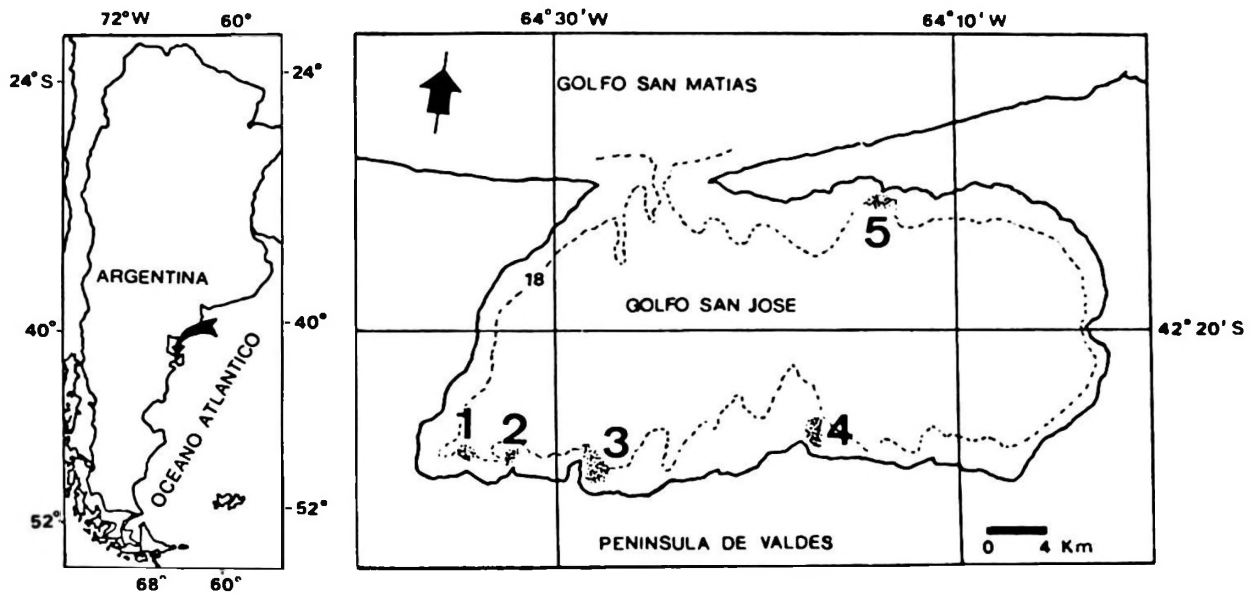 72°W 60°
24°S
24°
ARGENTINA
40°
40°
OCEANO ATLANTICO
52°
52°
68° 60°
64°30'W 64°10'W
GOLFO SAN MATIAS
5
18
GOLFO SAN JOSE
42°20'S
1 2 3 4
PENINSULA DE VALDES
0 4 Km